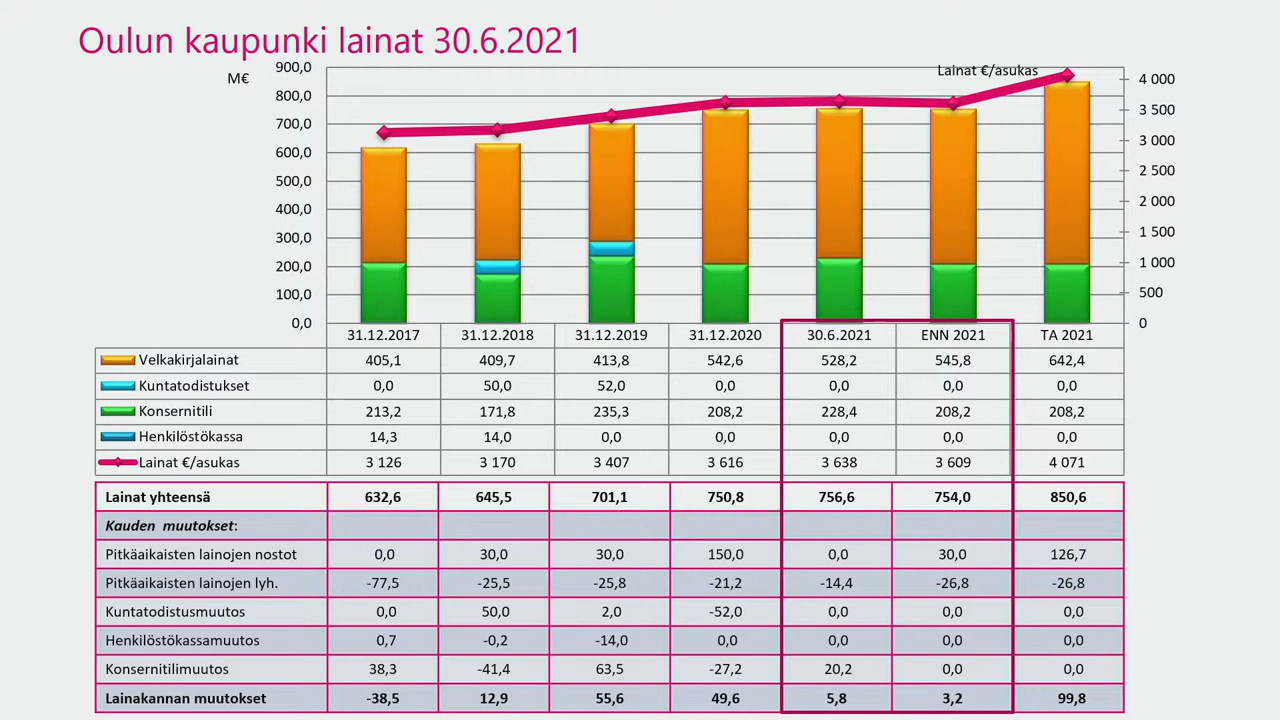 Oulun kaupunki lainat 30.6.2021
M€
Lainat €/asukas
900,0
800,0
700,0
600,0
500,0
400,0
300,0
200,0
100,0
0,0
4 000
3 500
3 000
2 500
2 000
1 500
1 000
500
0
31.12.2017 31.12.2018 31.12.2019 31.12.2020 30.6.2021 ENN 2021 TA 2021
Velkakirjalainat 405,1 409,7 413,8 542,6 528,2 545,8 642,4
Kuntatodistukset 0,0 50,0 52,0 0,0 0,0 0,0 0,0
Konsernitili 213,2 171,8 235,3 208,2 228,4 208,2 208,2
Henkilöstökassa 14,3 14,0 0,0 0,0 0,0 0,0 0,0
Lainat €/asukas 3 126 3 170 3 407 3 616 3 638 3 609 4 071
Lainat yhteensä 632,6 645,5 701,1 750,8 756,6 754,0 850,6
Kauden muutokset:
Pitkäaikaisten lainojen nostot 0,0 30,0 30,0 150,0 0,0 30,0 126,7
Pitkäaikaisten lainojen lyh. -77,5 -25,5 -25,8 -21,2 -14,4 -26,8 -26,8
Kuntatodistusmuutos 0,0 50,0 2,0 -52,0 0,0 0,0 0,0
Henkilöstökassamuutos 0,7 -0,2 -14,0 0,0 0,0 0,0 0,0
Konsernitilimuutos 38,3 -41,4 63,5 -27,2 20,2 0,0 0,0
Lainakannan muutokset -38,5 12,9 55,6 49,6 5,8 3,2 99,8